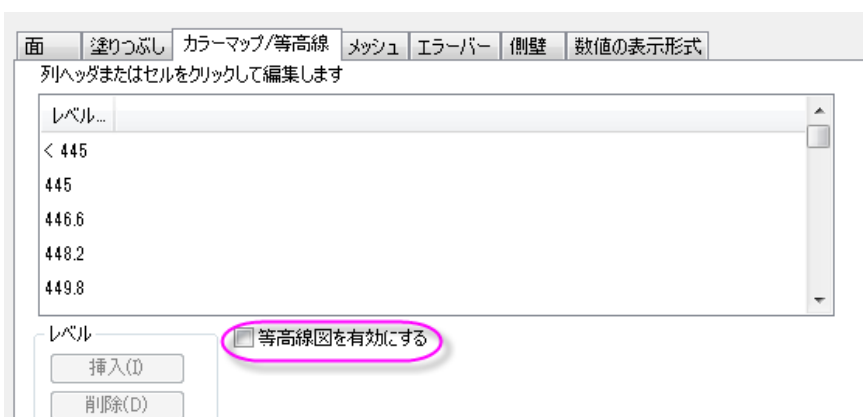 面 塗りつぶし カラーマップ/等高線 メッシュ エラーバー 側壁 数値の表示形式
列ヘッダまたはセルをクリックして編集します
レベル...
< 445
445
446.6
448.2
449.8
レベル
等高線図を有効にする
挿入(I)
削除(D)